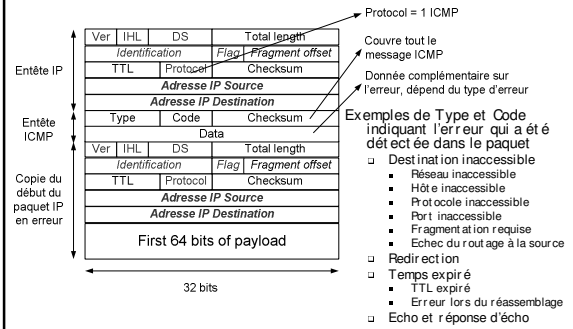 Protocol = 1 ICMP
Ver IHL DS Total length
Identification Flag Fragment offset
TTL Protocol Checksum
Adresse IP Source
Adresse IP Destination
Type Code Checksum
Data
Ver IHL DS Total length
Identification Flag Fragment offset
TTL Protocol Checksum
Adresse IP Source
Adresse IP Destination
First 64 bits of payload
32 bits
Entête IP
Entête
ICMP
Copie du
début du
paquet IP
en erreur
Couvre tout le
message ICMP
Donnée complémentaire sur
l'erreur, dépend du type d'erreur
Exemples de Type et Code
indiquant l'erreur qui a été
détectée dans le paquet
Destination inaccessible
Réseau inaccessible
Hôte inaccessible
Protocole inaccessible
Port inaccessible
Fragmentation requise
Echec du routage à la source
Redirection
Temps expiré
TTL expiré
Erreur lors du réassemblage
Echo et réponse d'écho